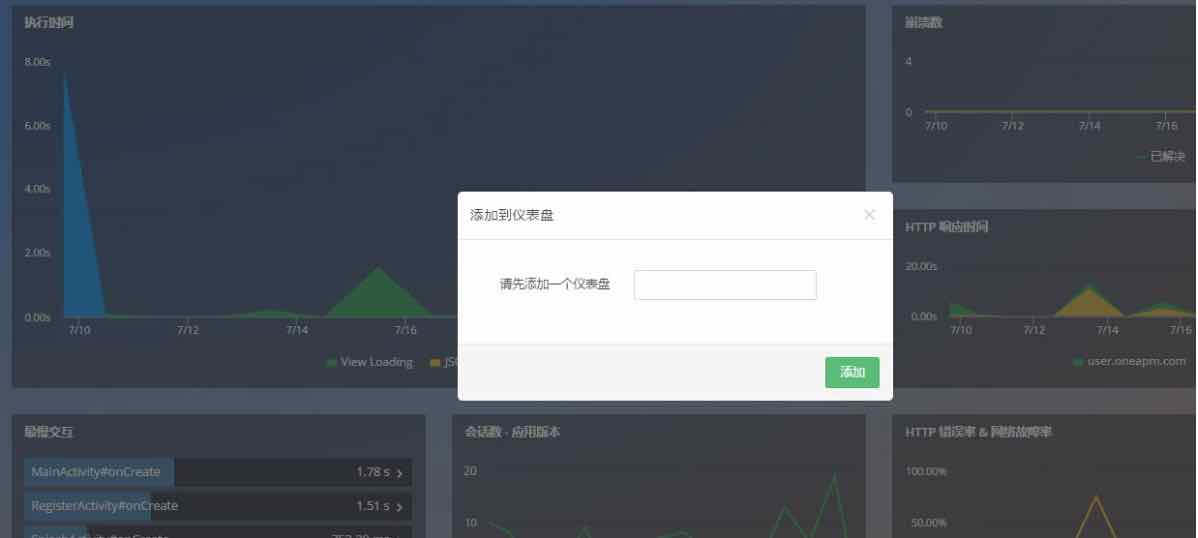 执行时间
8.00s
6.00s
4.00s
2.00s
0.00s
7/10 7/12 7/14 7/16
View Loading JS
崩溃数
4
0
7/10 7/12 7/14 7/16
已解决
添加到仪表盘 ×
请先添加一个仪表盘
添加
HTTP 响应时间
20.00s
0.00s
7/10 7/12 7/14 7/16
user.oneapm.com
最慢交互
MainActivity#onCreate 1.78 s
RegisterActivity#onCreate 1.51 s
会话数 - 应用版本
20
10
HTTP 错误率 & 网络故障率
100.00%
50.00%